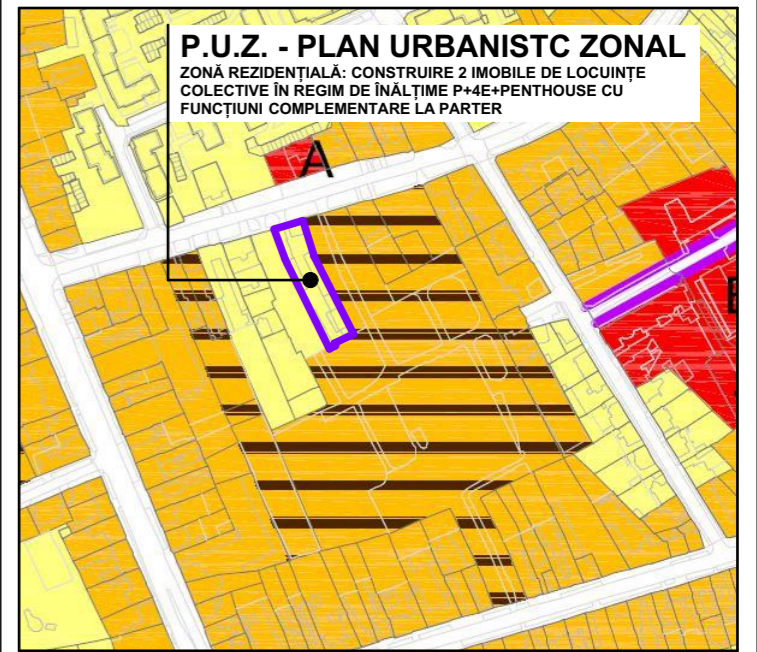 P.U.Z. - PLAN URBANISTC ZONAL
ZONĂ REZIDENȚIALĂ: CONSTRUIRE 2 IMOBILE DE LOCUINȚE
COLECTIVE ÎN REGIM DE ÎNĂLȚIME P+4E+PENTHOUSE CU
FUNCȚIUNI COMPLEMENTARE LA PARTER
A